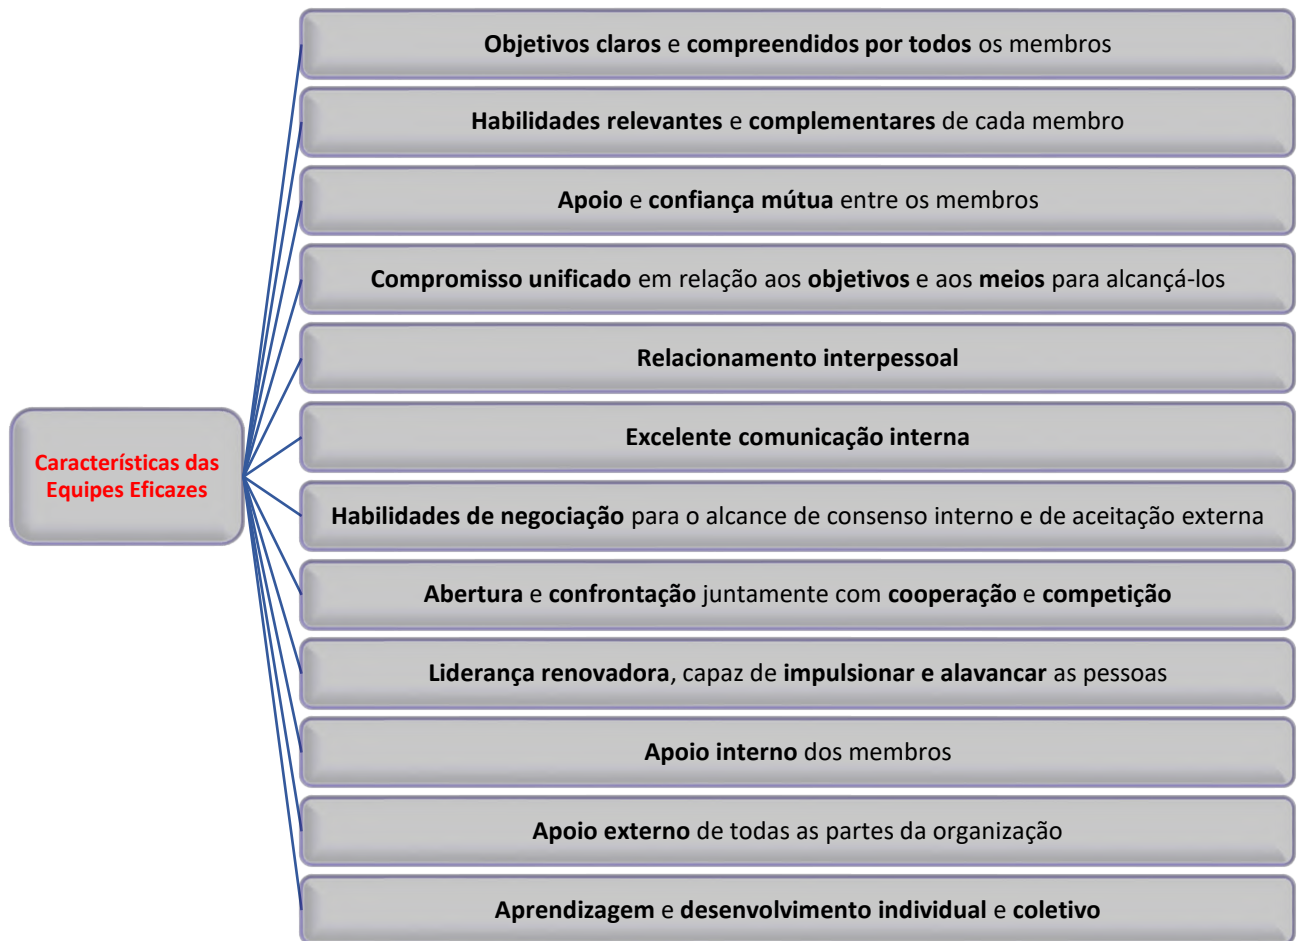 Objetivos claros e compreendidos por todos os membros
Habilidades relevantes e complementares de cada membro
Apoio e confiança mútua entre os membros
Compromisso unificado em relação aos objetivos e aos meios para alcançá-los
Relacionamento interpessoal
Excelente comunicação interna
Características das
Equipes Eficazes
Habilidades de negociação para o alcance de consenso interno e de aceitação externa
Abertura e confrontação juntamente com cooperação e competição
Liderança renovadora, capaz de impulsionar e alavancar as pessoas
Apoio interno dos membros
Apoio externo de todas as partes da organização
Aprendizagem e desenvolvimento individual e coletivo